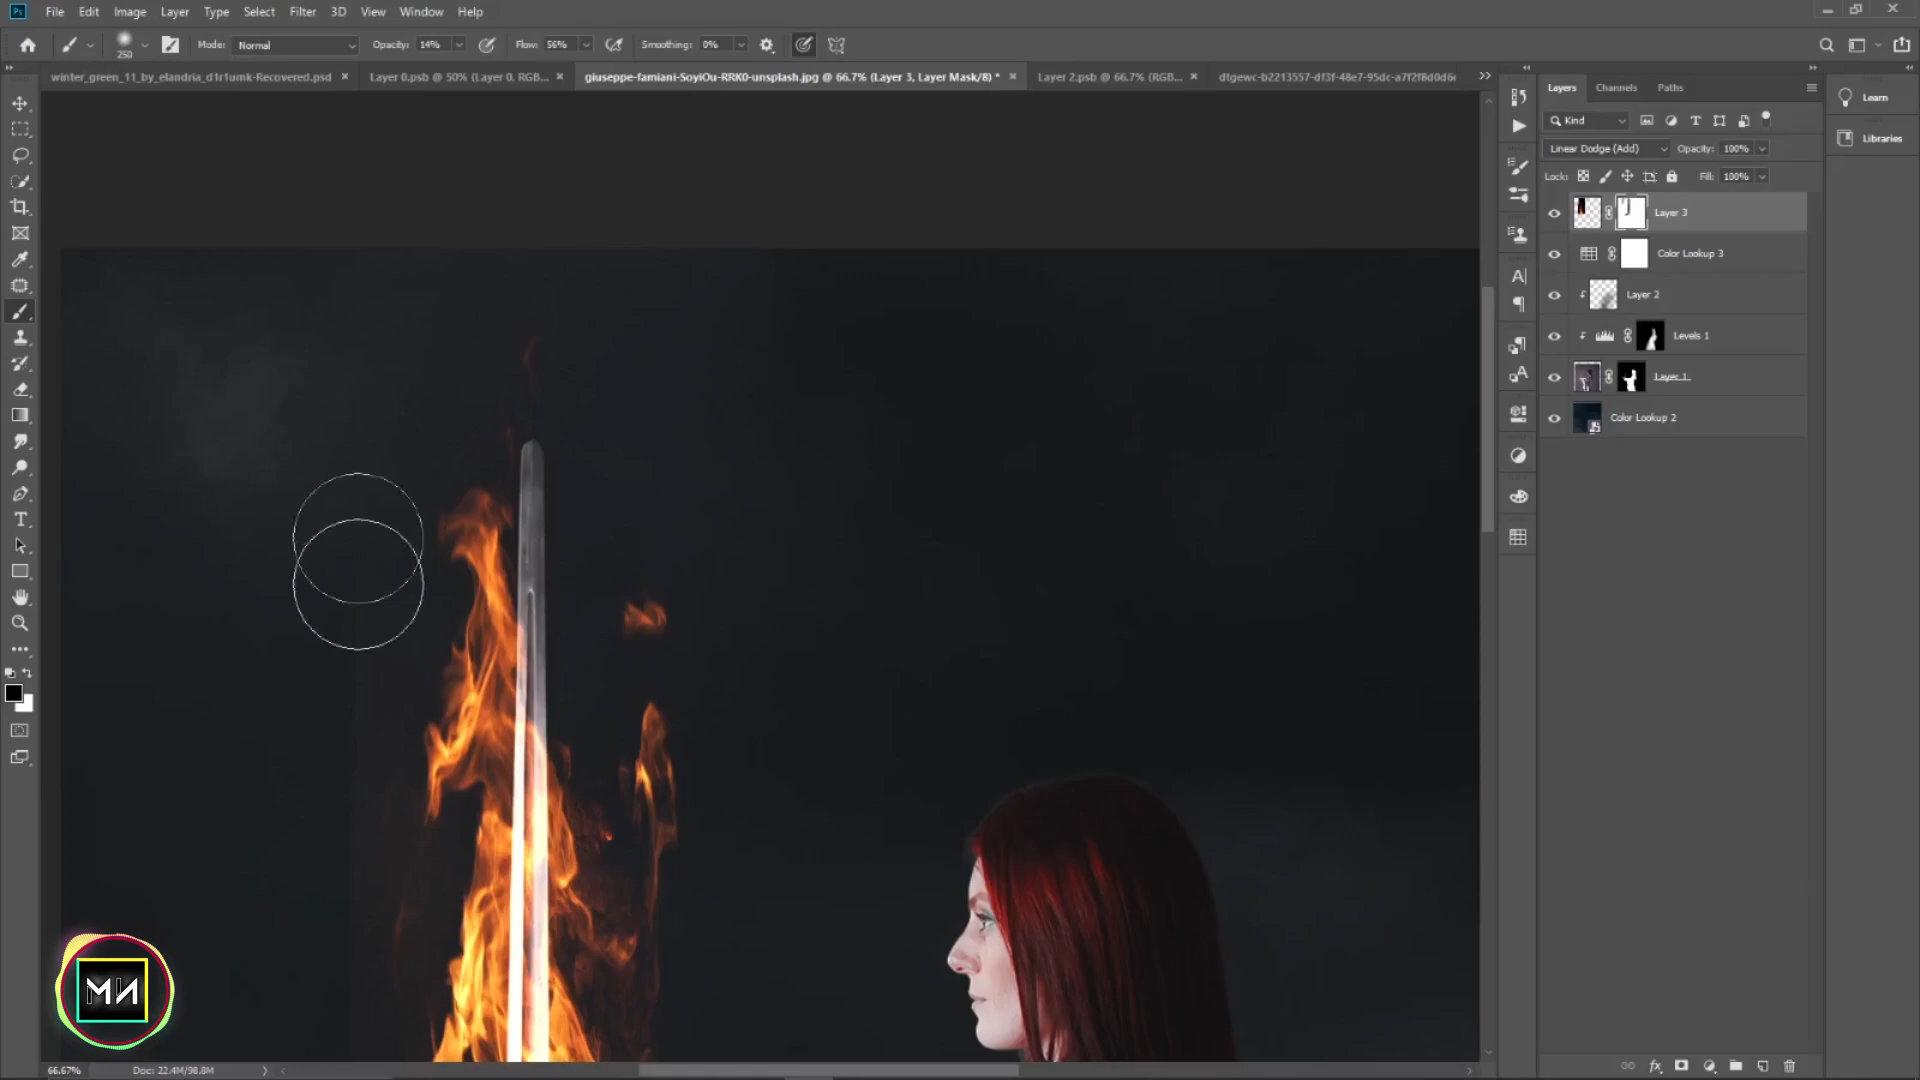 Ps File Edit Image Layer Type Select Filter 3D View Window Help
250 Mode: Normal Opacity: 14% Flow: 56% Smoothing: 0%
winter_green_11_by_elandria_d1r1umk-Recovered.psd × Layer 0.psb @ 50% (Layer 0, RGB... × giuseppe-famiani-SoyiOu-RRK0-unsplash.jpg @ 66.7% (Layer 3, Layer Mask/8) * × Layer 2.psb @ 66.7% (RGB... × dtgewc-b2213557-df3f-48e7-95dc-a7f2f8d0d6
Layers Channels Paths
Learn
Kind
Libraries
Linear Dodge (Add) Opacity: 100%
Lock: Fill: 100%
Layer 3
Color Lookup 3
Layer 2
Levels 1
Layer 1
Color Lookup 2
MN
66.67% Doc: 22.4M/98.8M